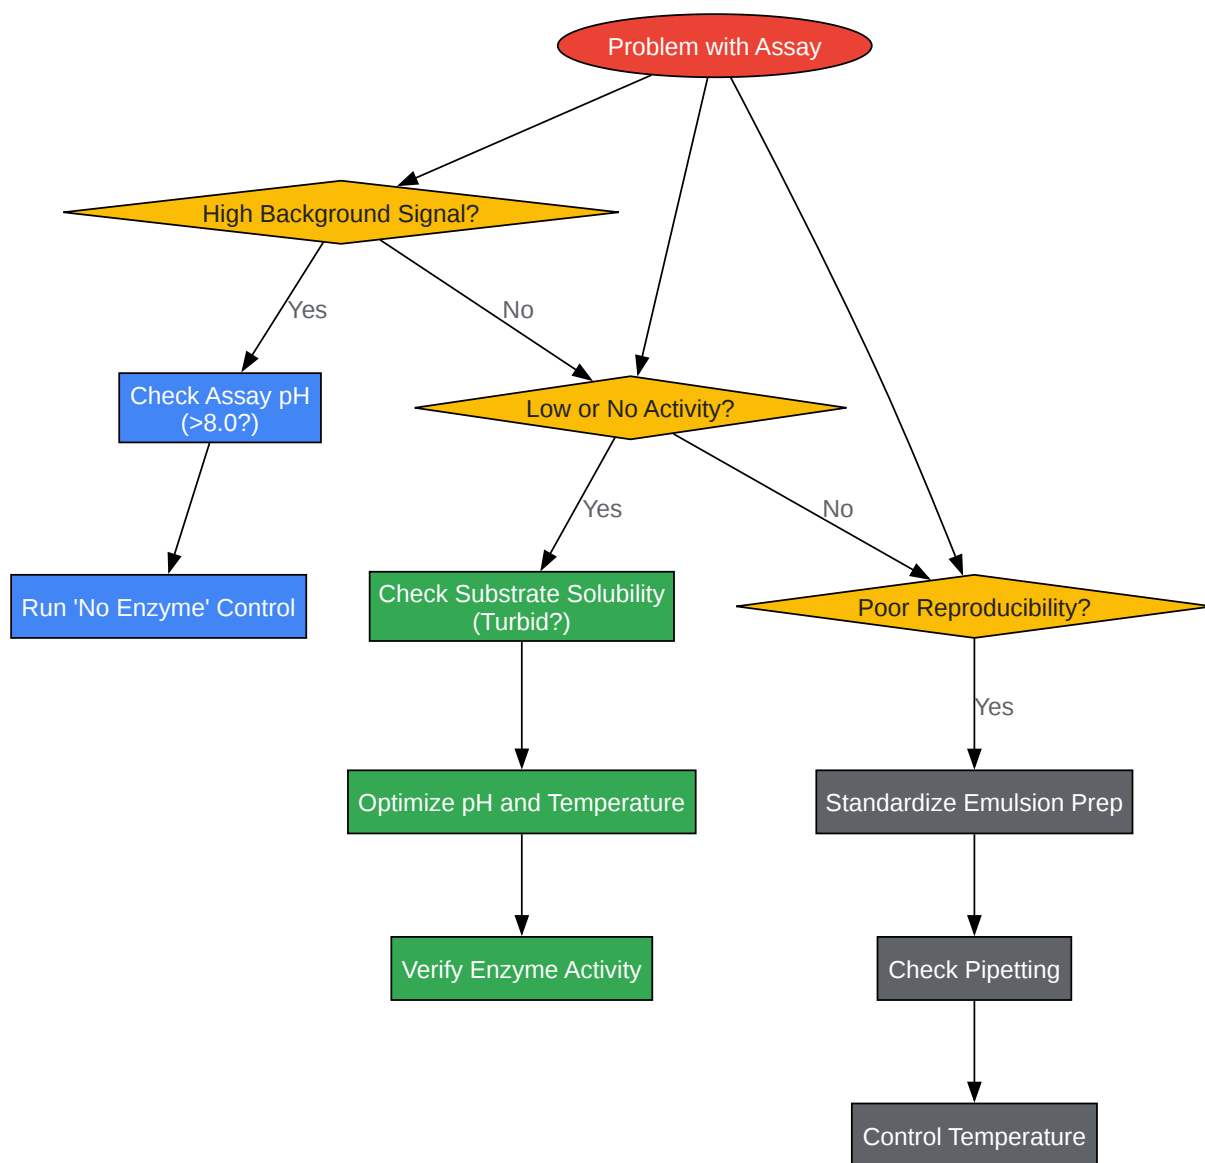 Problem with Assay
High Background Signal?
Yes
No
Check Assay pH
(>8.0?)
Low or No Activity?
Yes
No
Run 'No Enzyme' Control
Check Substrate Solubility
(Turbid?)
Poor Reproducibility?
Yes
Optimize pH and Temperature
Standardize Emulsion Prep
Verify Enzyme Activity
Check Pipetting
Control Temperature